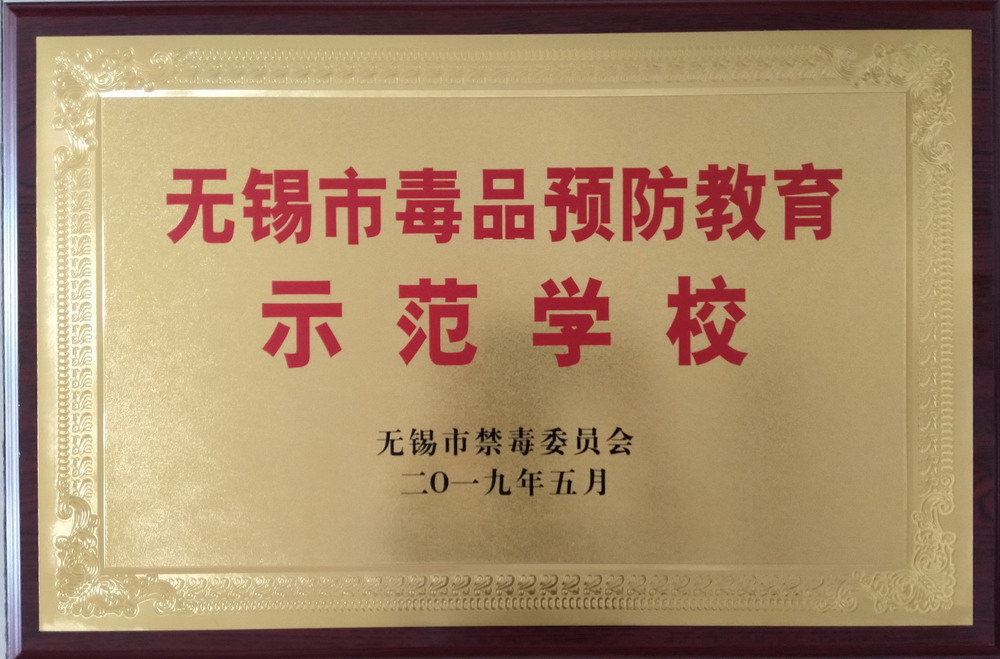 无锡市毒品预防教育
示范学校
无锡市禁毒委员会
二O一九年五月